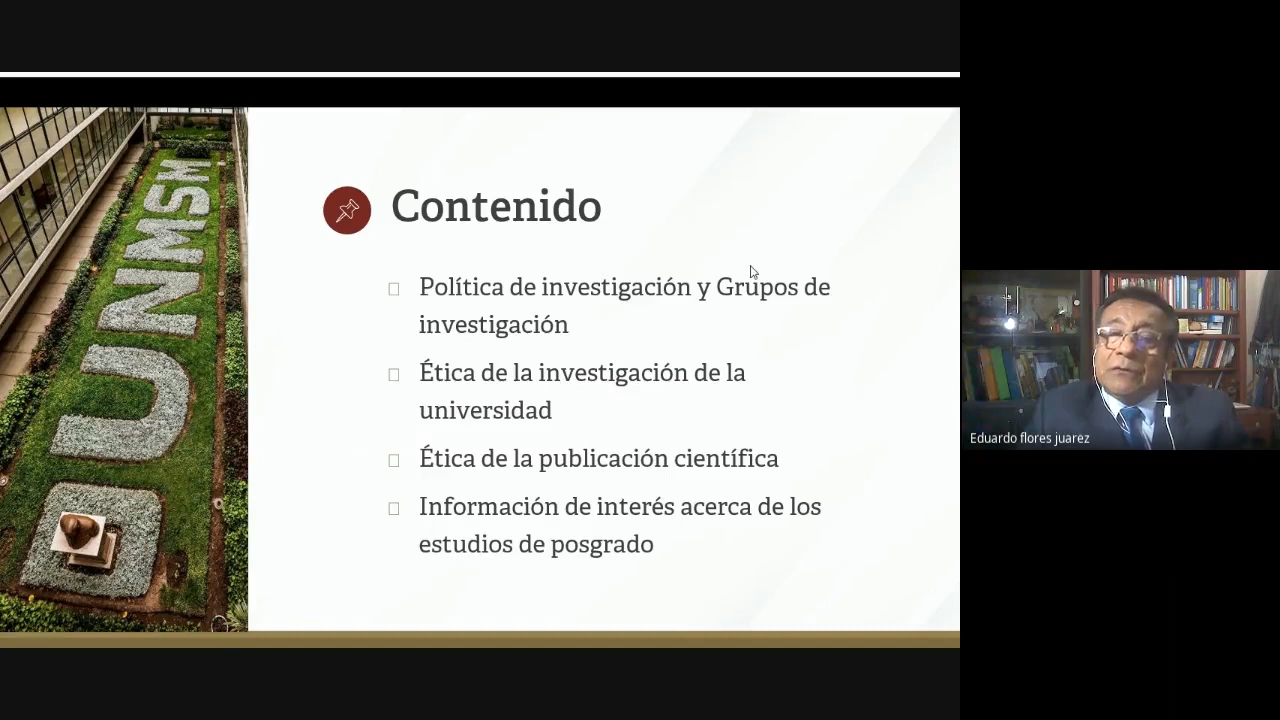 UNMSM
Contenido
Política de investigación y Grupos de
investigación
Ética de la investigación de la
universidad
Ética de la publicación científica
Información de interés acerca de los
estudios de posgrado
Eduardo flores juarez